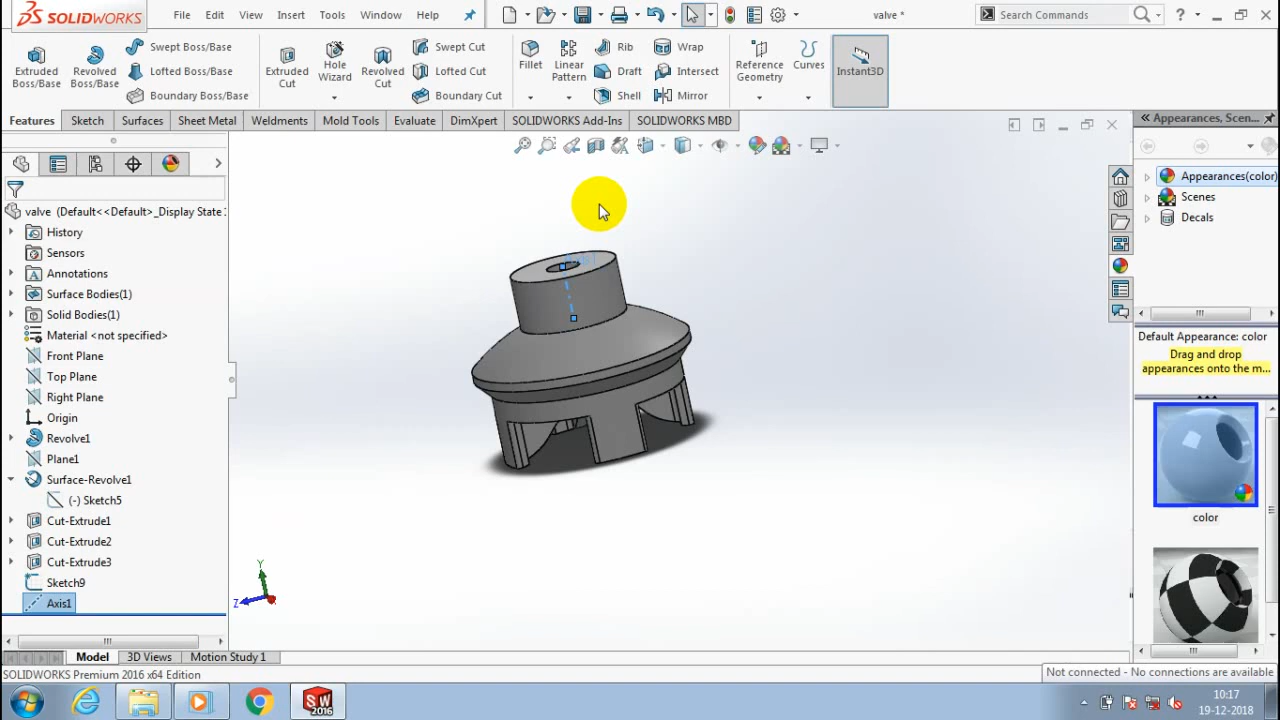 SOLIDWORKS File Edit View Insert Tools Window Help valve * Search Commands ?
Extruded Boss/Base Revolved Boss/Base Swept Boss/Base Lofted Boss/Base Boundary Boss/Base Extruded Cut Hole Wizard Revolved Cut Swept Cut Lofted Cut Boundary Cut Fillet Linear Pattern Rib Draft Shell Wrap Intersect Mirror Reference Geometry Curves Instant3D
Features Sketch Surfaces Sheet Metal Weldments Mold Tools Evaluate DimXpert SOLIDWORKS Add-Ins SOLIDWORKS MBD
valve (Default<<Default>_Display State
History
Sensors
Annotations
Surface Bodies(1)
Solid Bodies(1)
Material <not specified>
Front Plane
Top Plane
Right Plane
Origin
Revolve1
Plane1
Surface-Revolve1
(-) Sketch5
Cut-Extrude1
Cut-Extrude2
Cut-Extrude3
Sketch9
Axis1
Y
Z
Appearances, Scen...
Appearances(color)
Scenes
Decals
Default Appearance: color
Drag and drop
appearances onto the m...
color
Model 3D Views Motion Study 1
SOLIDWORKS Premium 2016 x64 Edition
Not connected - No connections are available
SW
2016
10:17
19-12-2018